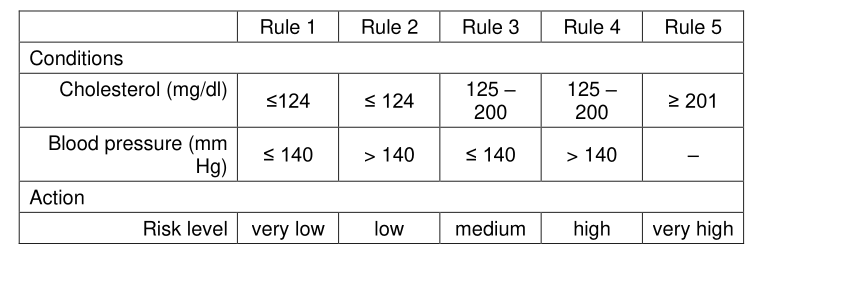 Rule 1 Rule 2 Rule 3 Rule 4 Rule 5
Conditions
Cholesterol (mg/dl) ≤124 ≤ 124 125 – 200 125 – 200 ≥ 201
Blood pressure (mm Hg) ≤ 140 > 140 ≤ 140 > 140 –
Action
Risk level very low low medium high very high